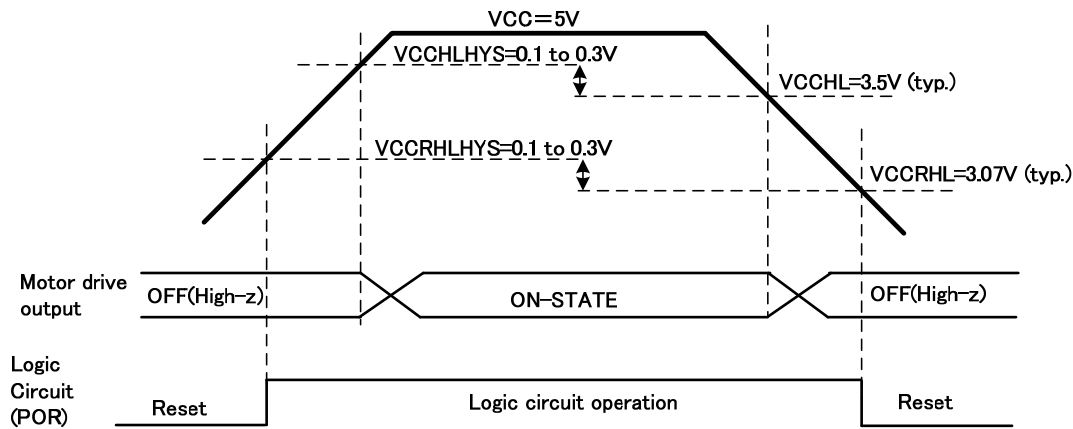 VCC=5V
VCCHLHYS=0.1 to 0.3V
VCCHL=3.5V (typ.)
VCCRHLHYS=0.1 to 0.3V
VCCRHL=3.07V (typ.)
Motor drive
output
OFF(High-z)
ON-STATE
OFF(High-z)
Logic
Circuit
(POR)
Reset
Logic circuit operation
Reset